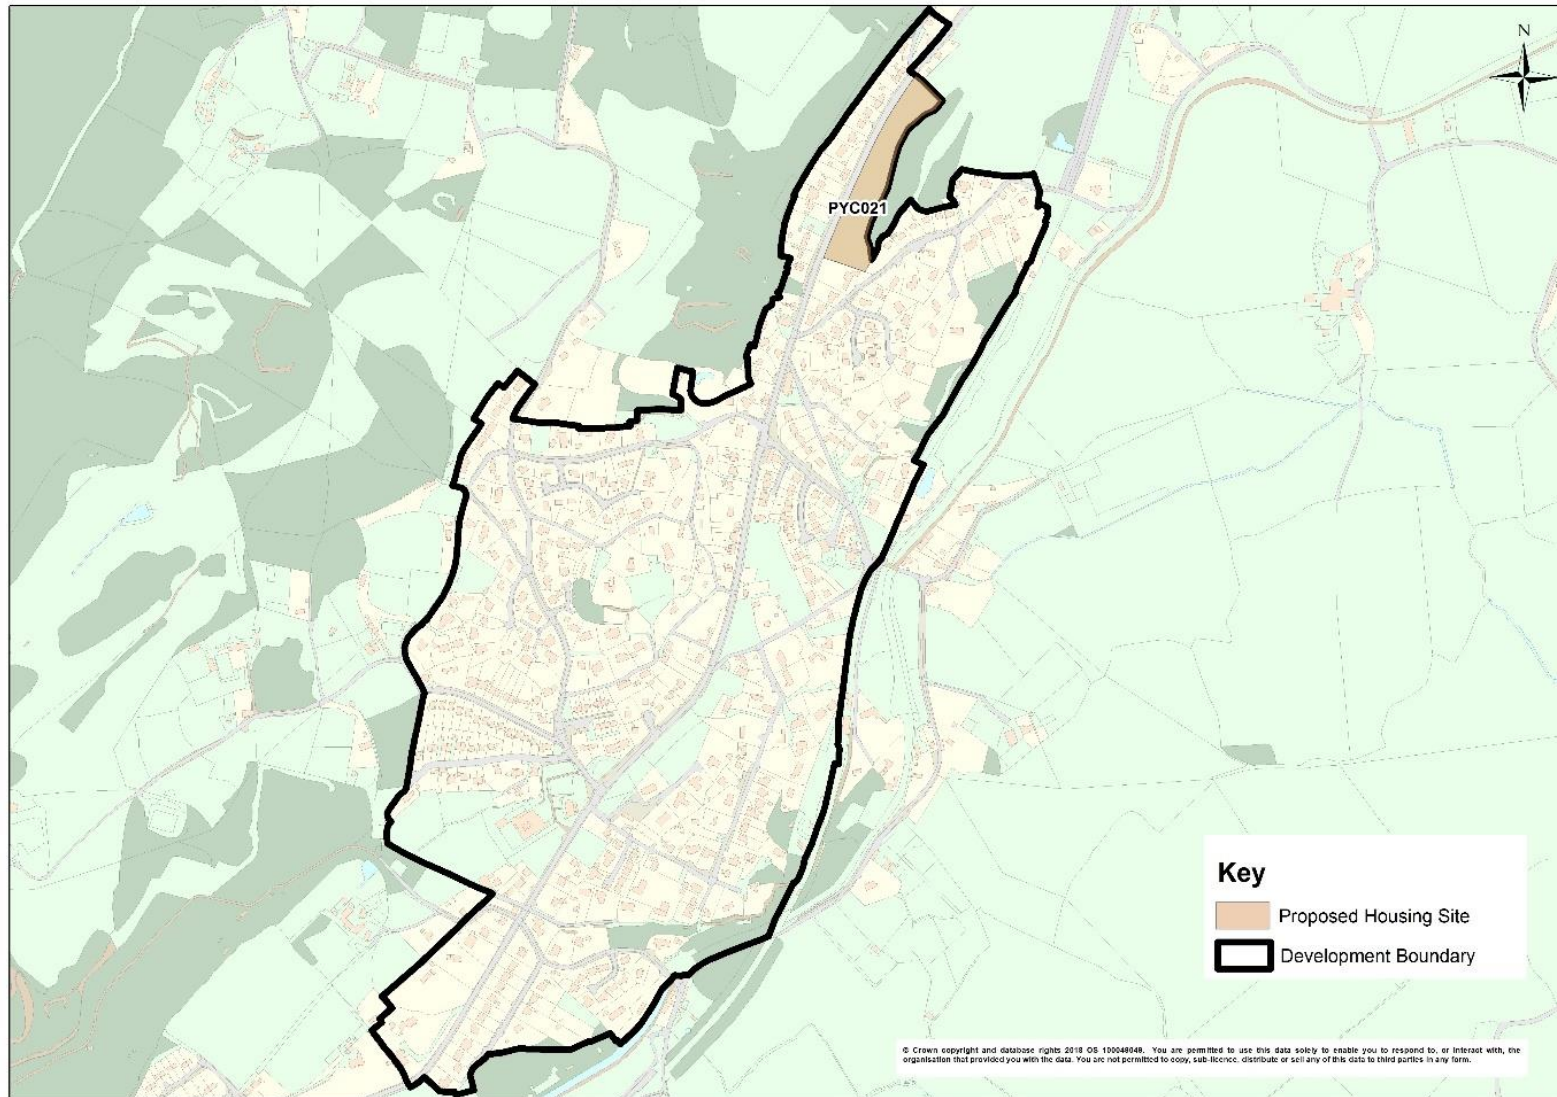 N
PYC021
Key
Proposed Housing Site
Development Boundary
© Crown copyright and database rights 2018 OS 100049049. You are permitted to use this data solely to enable you to respond to, or interact with, the
organisation that provided you with the data. You are not permitted to copy, sub-licence, distribute or sell any of this data to third parties in any form.